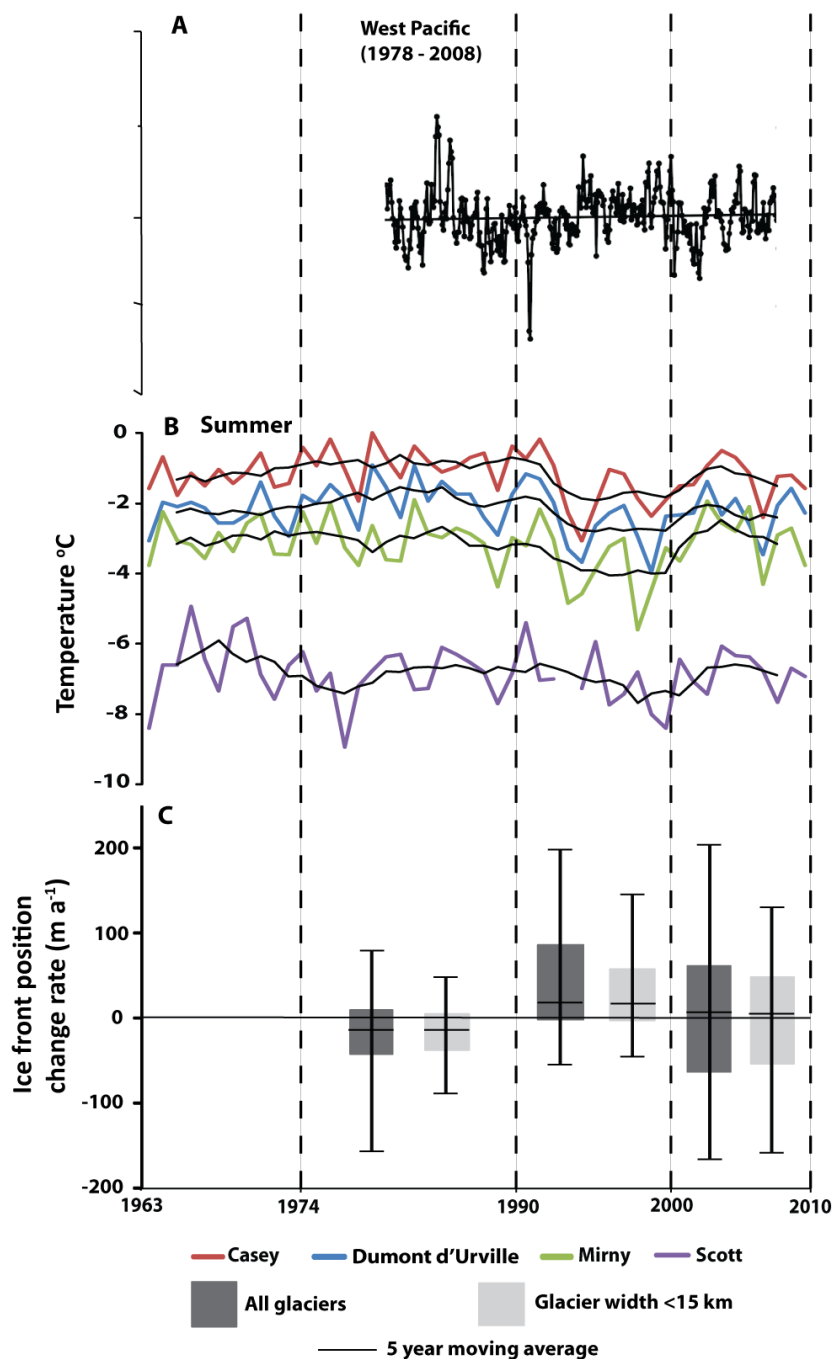 A
West Pacific
(1978 - 2008)
B Summer
Temperature ºC
0
-2
-4
-6
-8
-10
C
Ice front position
change rate (m a⁻¹)
200
100
0
-100
-200
1963 1974 1990 2000 2010
Casey Dumont d'Urville Mirny Scott
All glaciers Glacier width <15 km
5 year moving average